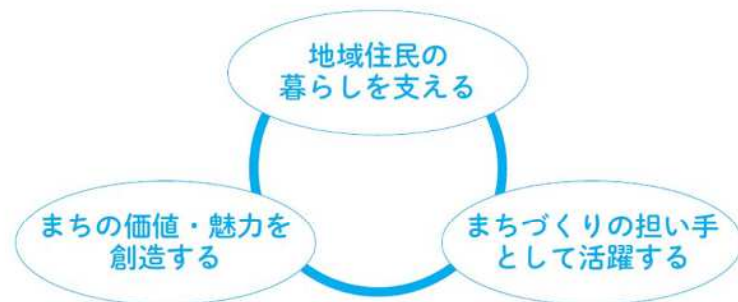 地域住民の
暮らしを支える
まちの価値・魅力を
創造する
まちづくりの担い手
として活躍する